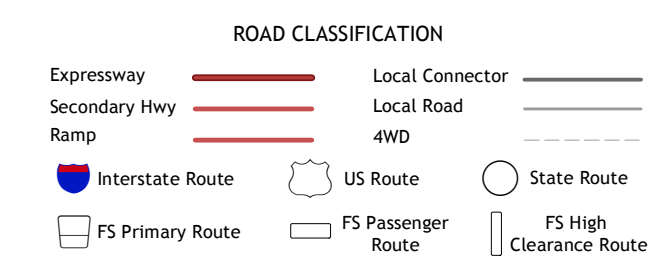 ROAD CLASSIFICATION
Expressway
Local Connector
Secondary Hwy
Local Road
Ramp
4WD
Interstate Route
US Route
State Route
FS Primary Route
FS Passenger
Route
FS High
Clearance Route